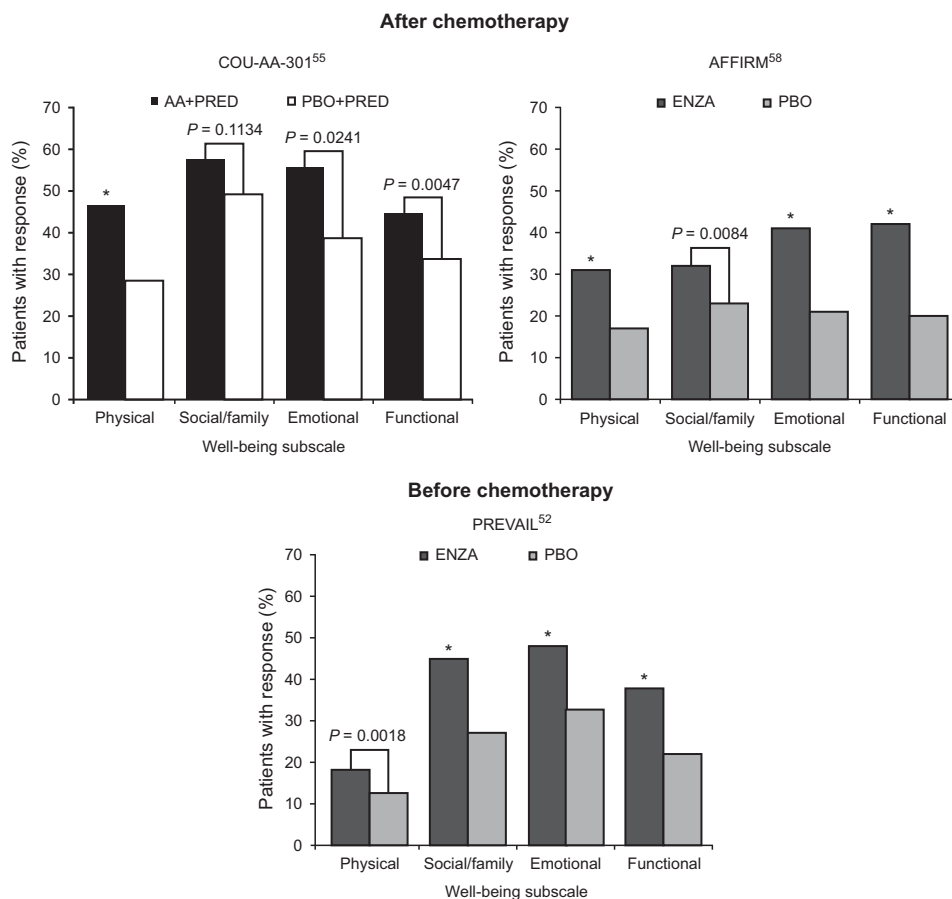 After chemotherapy
COU-AA-301⁵⁵
AA+PRED PBO+PRED
Patients with response (%)
70
60
50
40
30
20
10
0
*
P = 0.1134
P = 0.0241
P = 0.0047
Physical Social/family Emotional Functional
Well-being subscale
AFFIRM⁵⁸
ENZA PBO
Patients with response (%)
70
60
50
40
30
20
10
0
*
P = 0.0084
*
*
Physical Social/family Emotional Functional
Well-being subscale
Before chemotherapy
PREVAIL⁵²
ENZA PBO
Patients with response (%)
70
60
50
40
30
20
10
0
P = 0.0018
*
*
*
Physical Social/family Emotional Functional
Well-being subscale